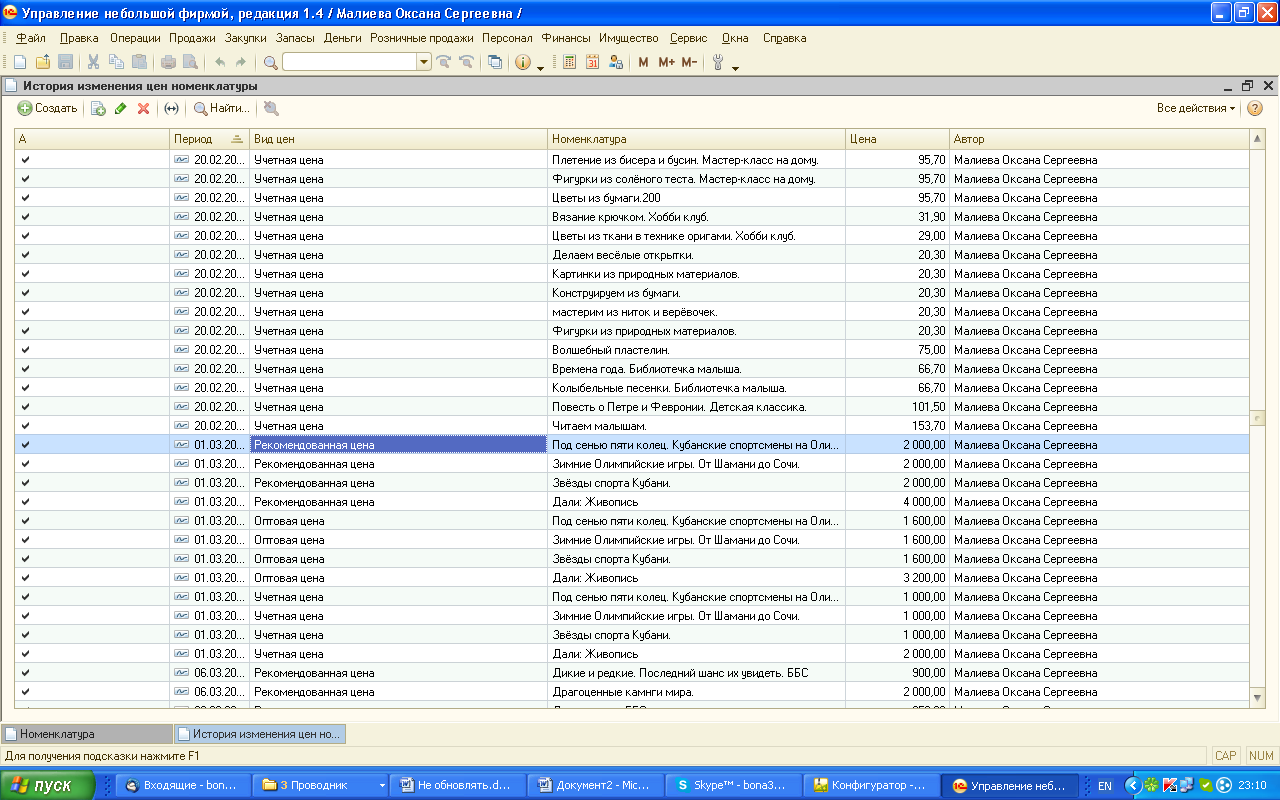 Управление небольшой фирмой, редакция 1.4 / Малиева Оксана Сергеевна /
Файл Правка Операции Продажи Закупки Запасы Деньги Розничные продажи Персонал Финансы Имущество Сервис Окна Справка
M M+ M-
История изменения цен номенклатуры
Создать Найти... Все действия
А Период Вид цен Номенклатура Цена Автор
20.02.20... Учетная цена Плетение из бисера и бусин. Мастер-класс на дому. 95,70 Малиева Оксана Сергеевна
20.02.20... Учетная цена Фигурки из солёного теста. Мастер-класс на дому. 95,70 Малиева Оксана Сергеевна
20.02.20... Учетная цена Цветы из бумаги.200 95,70 Малиева Оксана Сергеевна
20.02.20... Учетная цена Вязание крючком. Хобби клуб. 31,90 Малиева Оксана Сергеевна
20.02.20... Учетная цена Цветы из ткани в технике оригами. Хобби клуб. 29,00 Малиева Оксана Сергеевна
20.02.20... Учетная цена Делаем весёлые открытки. 20,30 Малиева Оксана Сергеевна
20.02.20... Учетная цена Картинки из природных материалов. 20,30 Малиева Оксана Сергеевна
20.02.20... Учетная цена Конструируем из бумаги. 20,30 Малиева Оксана Сергеевна
20.02.20... Учетная цена мастерим из ниток и верёвочек. 20,30 Малиева Оксана Сергеевна
20.02.20... Учетная цена Фигурки из природных материалов. 20,30 Малиева Оксана Сергеевна
20.02.20... Учетная цена Волшебный пластелин. 75,00 Малиева Оксана Сергеевна
20.02.20... Учетная цена Времена года. Библиотечка малыша. 66,70 Малиева Оксана Сергеевна
20.02.20... Учетная цена Колыбельные песенки. Библиотечка малыша. 66,70 Малиева Оксана Сергеевна
20.02.20... Учетная цена Повесть о Петре и Февронии. Детская классика. 101,50 Малиева Оксана Сергеевна
20.02.20... Учетная цена Читаем малышам. 153,70 Малиева Оксана Сергеевна
01.03.20... Рекомендованная цена Под сенью пяти колец. Кубанские спортсмены на Оли... 2 000,00 Малиева Оксана Сергеевна
01.03.20... Рекомендованная цена Зимние Олимпийские игры. От Шамани до Сочи. 2 000,00 Малиева Оксана Сергеевна
01.03.20... Рекомендованная цена Звёзды спорта Кубани. 2 000,00 Малиева Оксана Сергеевна
01.03.20... Рекомендованная цена Дали: Живопись 4 000,00 Малиева Оксана Сергеевна
01.03.20... Оптовая цена Под сенью пяти колец. Кубанские спортсмены на Оли... 1 600,00 Малиева Оксана Сергеевна
01.03.20... Оптовая цена Зимние Олимпийские игры. От Шамани до Сочи. 1 600,00 Малиева Оксана Сергеевна
01.03.20... Оптовая цена Звёзды спорта Кубани. 1 600,00 Малиева Оксана Сергеевна
01.03.20... Оптовая цена Дали: Живопись 3 200,00 Малиева Оксана Сергеевна
01.03.20... Учетная цена Под сенью пяти колец. Кубанские спортсмены на Оли... 1 000,00 Малиева Оксана Сергеевна
01.03.20... Учетная цена Зимние Олимпийские игры. От Шамани до Сочи. 1 000,00 Малиева Оксана Сергеевна
01.03.20... Учетная цена Звёзды спорта Кубани. 1 000,00 Малиева Оксана Сергеевна
01.03.20... Учетная цена Дали: Живопись 2 000,00 Малиева Оксана Сергеевна
06.03.20... Рекомендованная цена Дикие и редкие. Последний шанс их увидеть. ББС 900,00 Малиева Оксана Сергеевна
06.03.20... Рекомендованная цена Драгоценные камнги мира. 2 000,00 Малиева Оксана Сергеевна
Номенклатура История изменения цен но...
Для получения подсказки нажмите F1 CAP NUM
пуск Входящие - bon... 3 Проводник Не обновлять.d... Документ2 - Mic... Skype™ - bona3... Конфигуратор -... Управление неб... EN 23:10